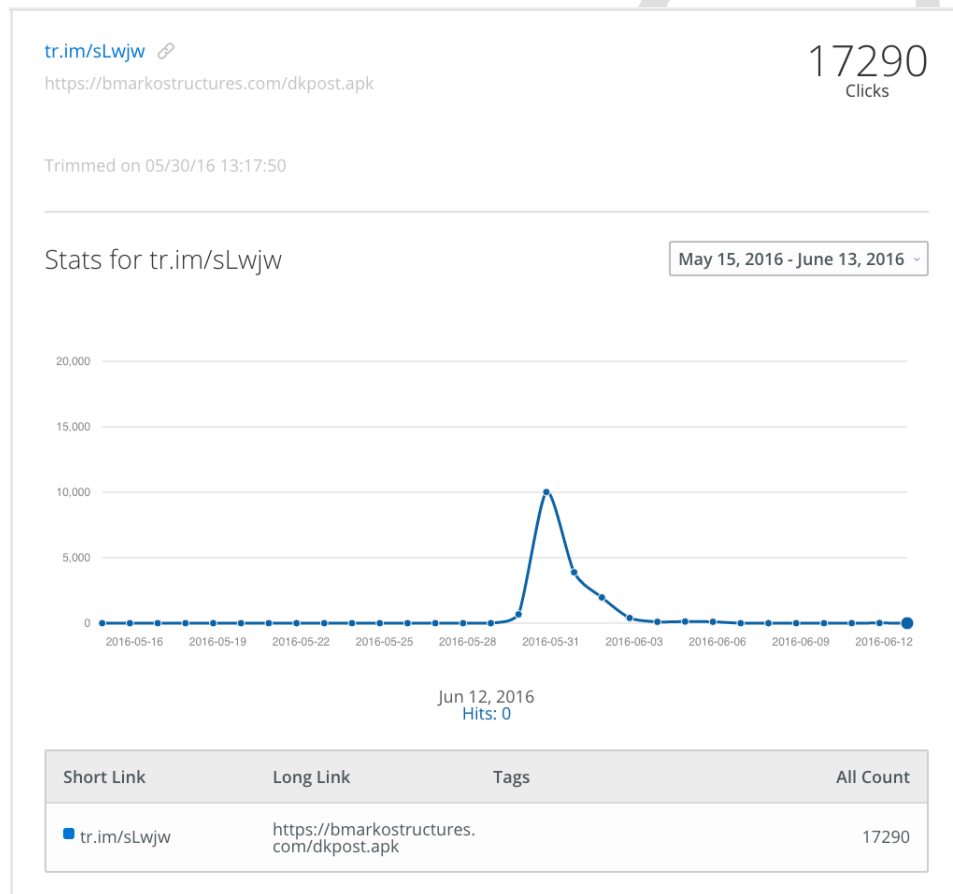 tr.im/sLwjw
17290
https://bmarkostructures.com/dkpost.apk
Clicks
Trimmed on 05/30/16 13:17:50
Stats for tr.im/sLwjw
May 15, 2016 - June 13, 2016
20,000
15,000
10,000
5,000
0
2016-05-16 2016-05-19 2016-05-22 2016-05-25 2016-05-28 2016-05-31 2016-06-03 2016-06-06 2016-06-09 2016-06-12
Jun 12, 2016
Hits: 0
Short Link Long Link Tags All Count
tr.im/sLwjw https://bmarkostructures. 17290
com/dkpost.apk